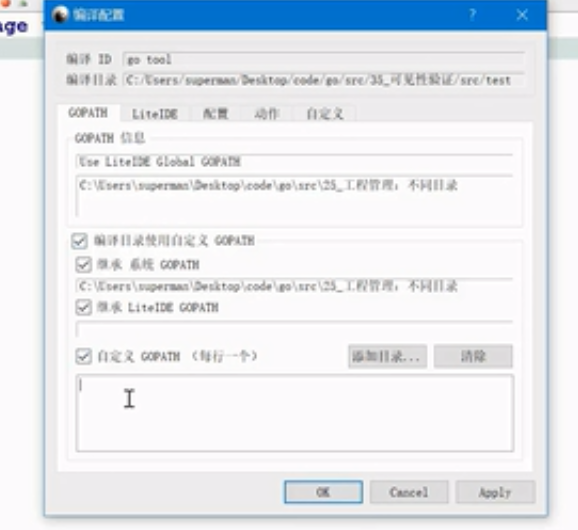 age
编译配置
? ×
编译 ID go tool
编译目录 C:/Users/superman/Desktop/code/go/src/35_可见性验证/src/test
GOPATH LiteIDE 配置 动作 自定义
GOPATH 信息
Use LiteIDE Global GOPATH
C:\Users\superman\Desktop\code\go\src\25_工程管理：不同目录
编译目录使用自定义 GOPATH
继承 系统 GOPATH
C:\Users\superman\Desktop\code\go\src\25_工程管理：不同目录
继承 LiteIDE GOPATH
自定义 GOPATH （每行一个） 添加目录... 清除
OK Cancel Apply